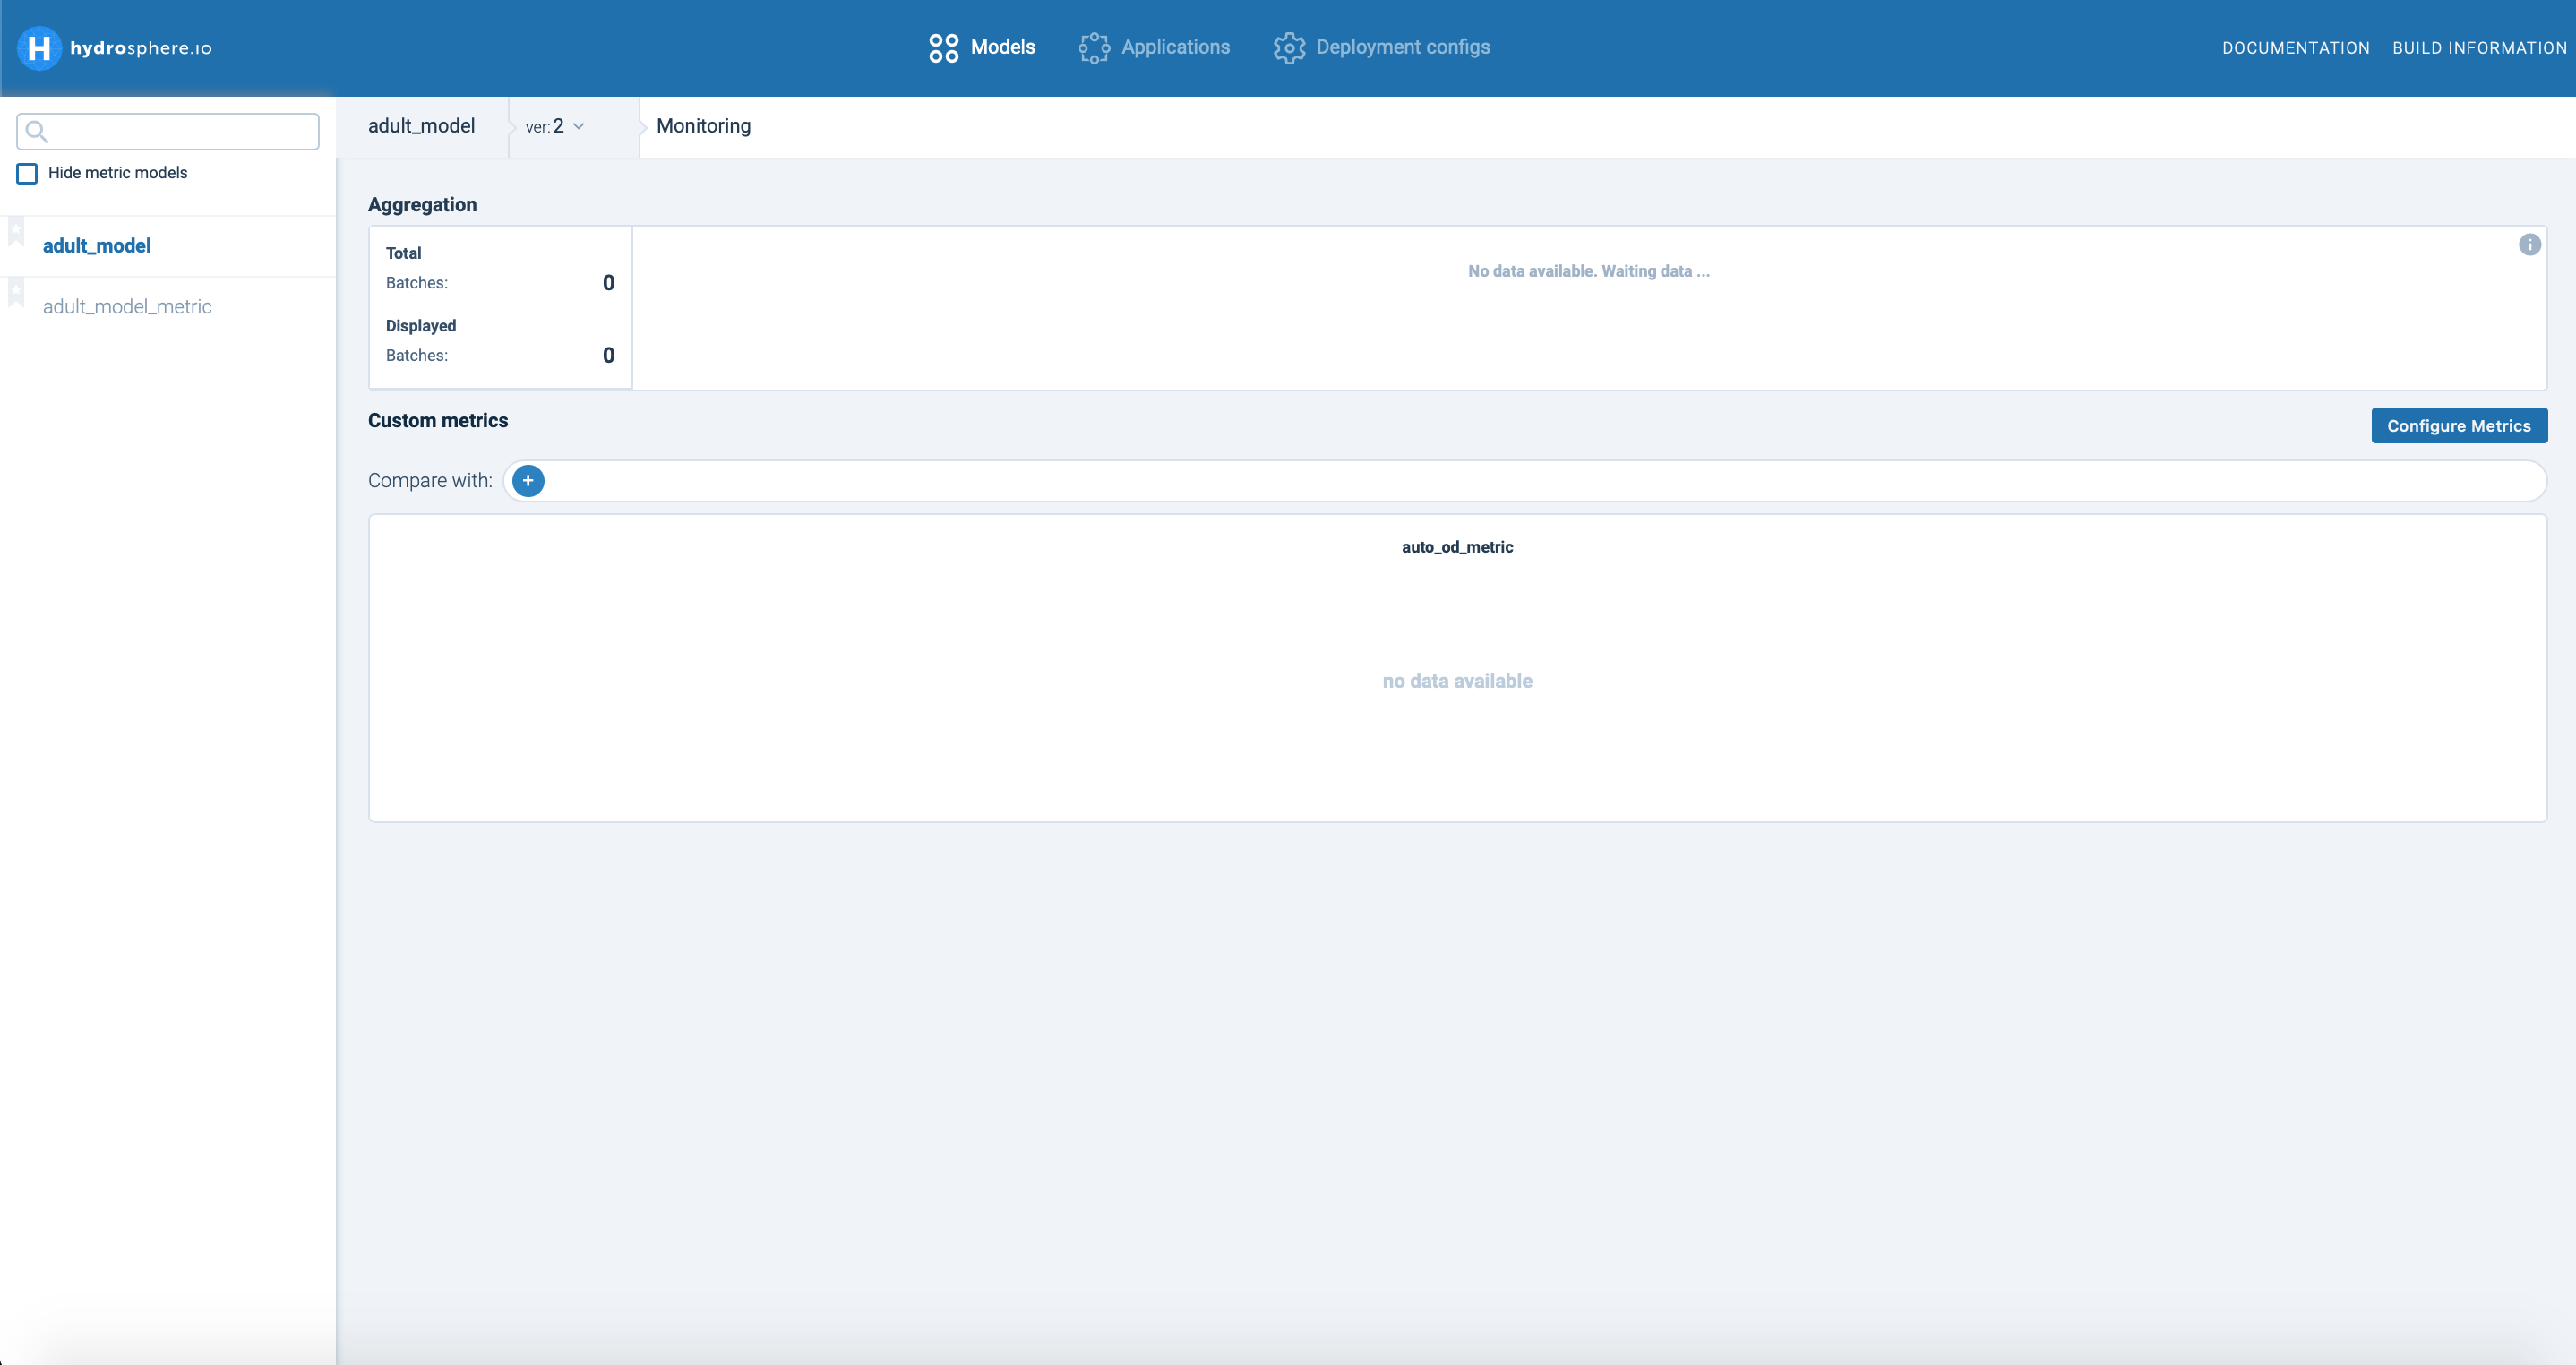 H hydrosphere.io
Models
Applications
Deployment configs
DOCUMENTATION
BUILD INFORMATION
Hide metric models
adult_model
adult_model_metric
adult_model
ver: 2
Monitoring
Aggregation
Total
Batches: 0
Displayed
Batches: 0
No data available. Waiting data ...
Custom metrics
Configure Metrics
Compare with: +
auto_od_metric
no data available